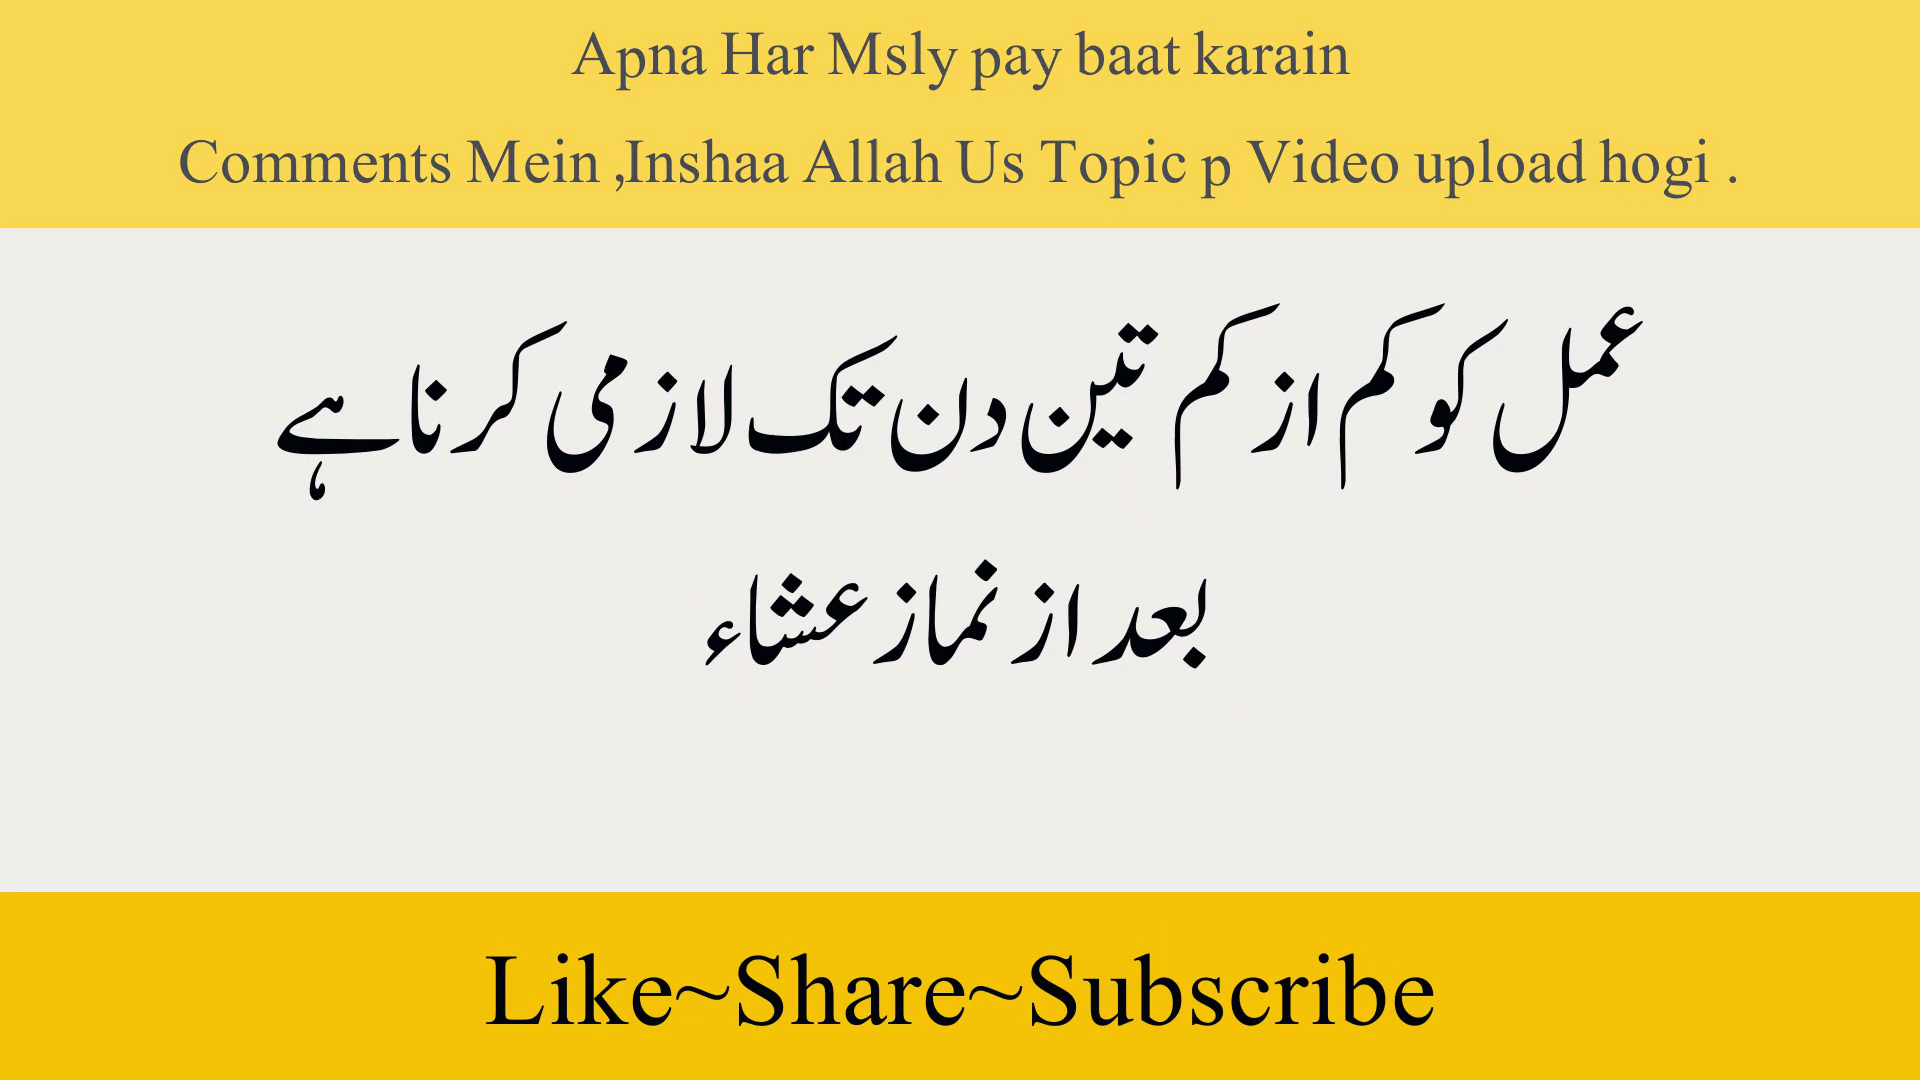 Apna Har Msly pay baat karain
Comments Mein ,Inshaa Allah Us Topic p Video upload hogi .
عمل کو کم از کم تین دن تک لازمی کرنا ہے
بعد از نماز عشاء
Like~Share~Subscribe